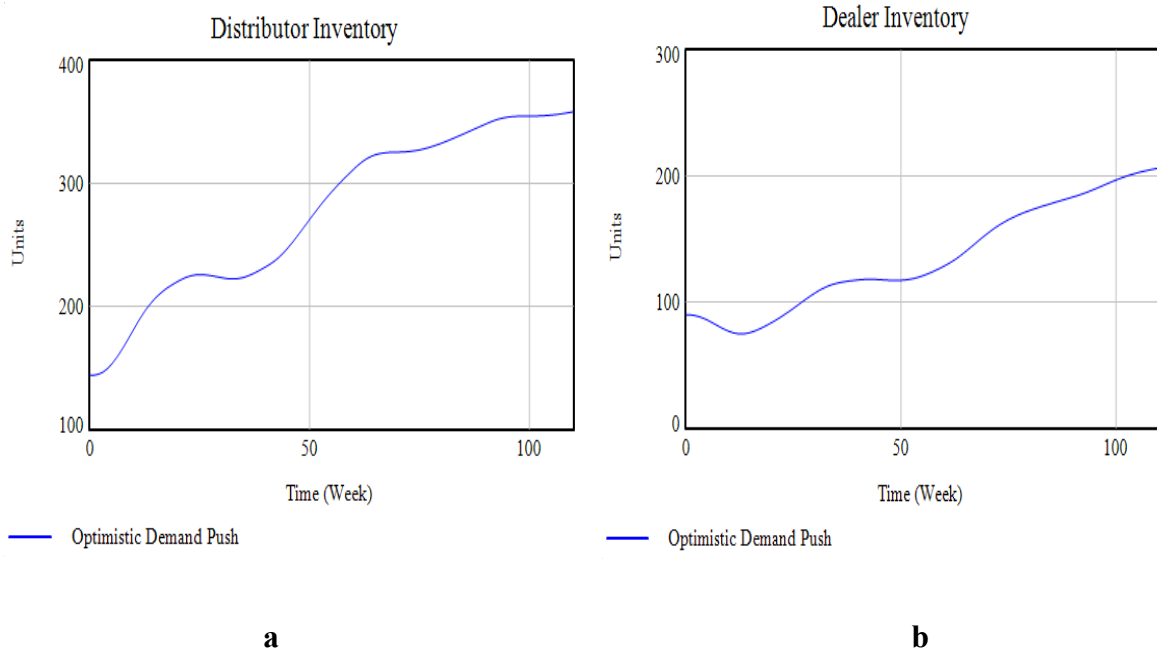 Distributor Inventory
400
300
200
100
0
50
100
Units
Time (Week)
Optimistic Demand Push
a
Dealer Inventory
300
200
100
0
0
50
100
Units
Time (Week)
Optimistic Demand Push
b